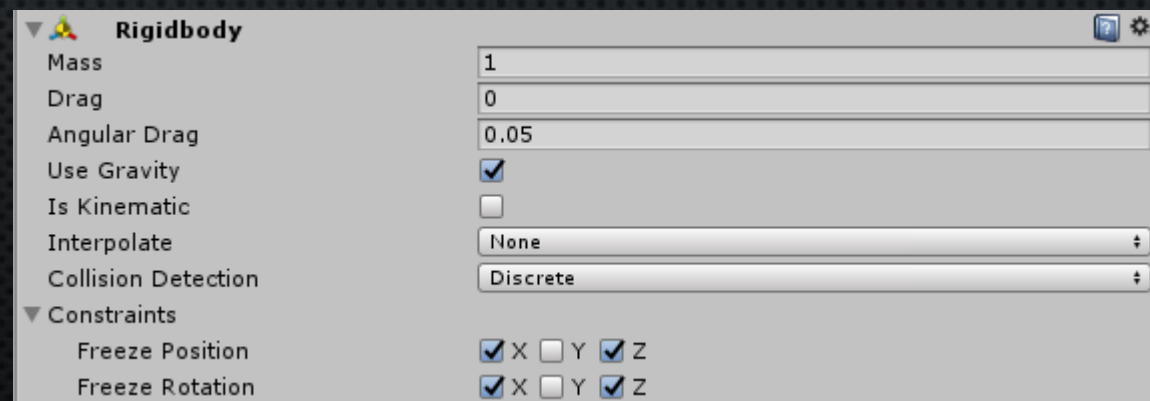 Rigidbody
Mass 1
Drag 0
Angular Drag 0.05
Use Gravity
Is Kinematic
Interpolate None
Collision Detection Discrete
Constraints
Freeze Position X Y Z
Freeze Rotation X Y Z